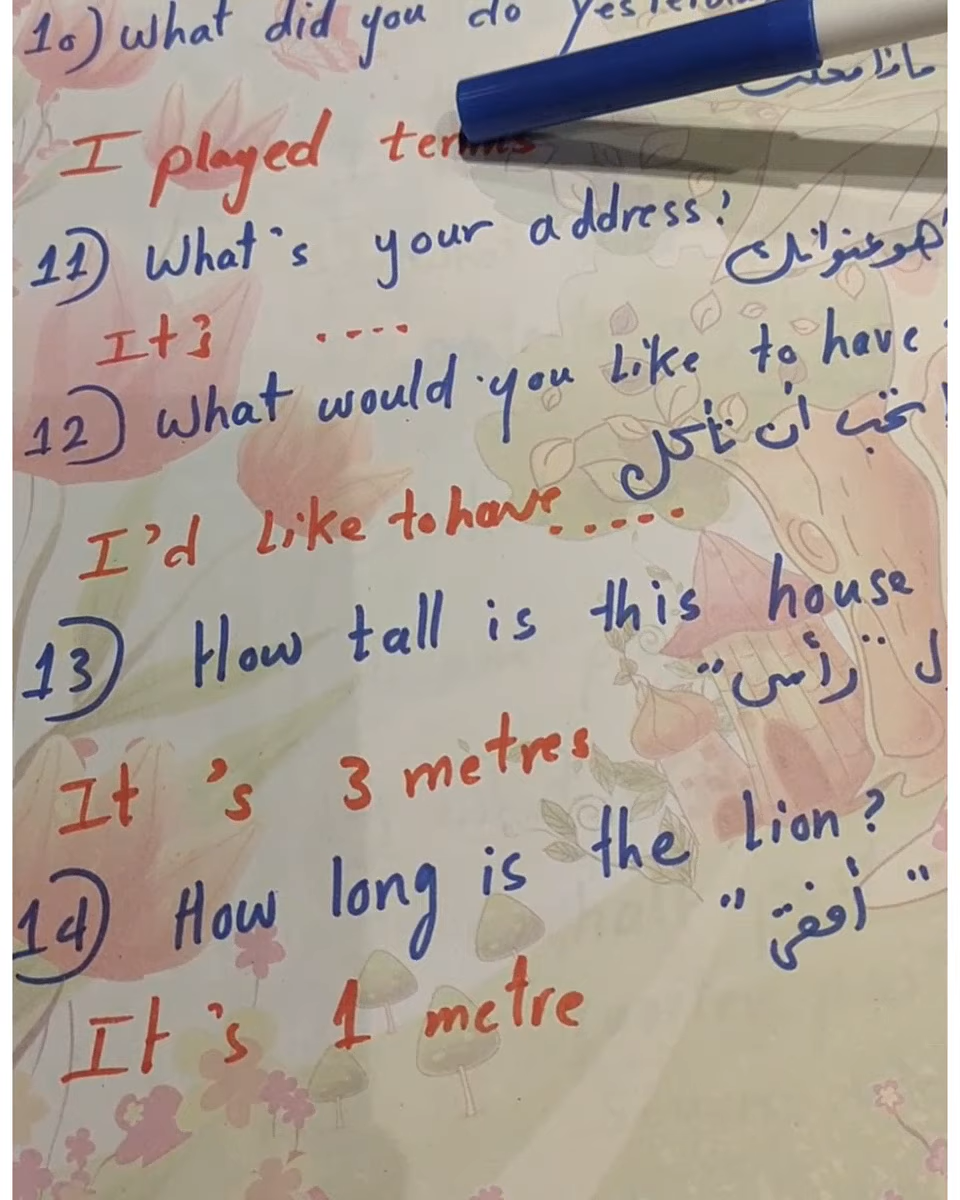 10) What did you do
ماذا
I played tennis
11) What's your address?
هو عنوانك
It's ....
12) What would you like to have
تحب أن تأكل
I'd like to have .....
13) How tall is this house
ل "رأسي"
It's 3 metres
14) How long is the lion?
"أفقي"
It's 1 metre